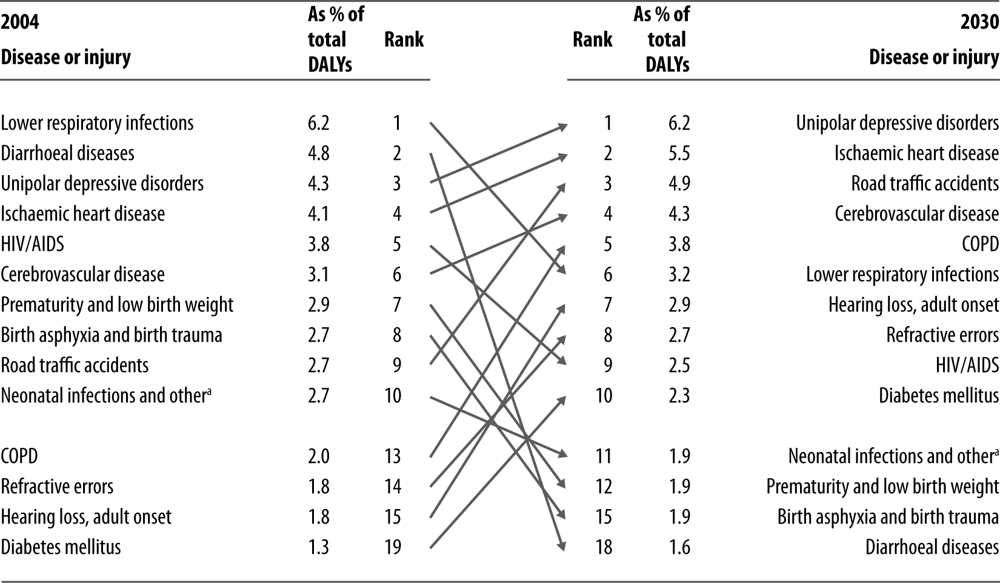 2004 As % of total DALYs Rank Rank As % of total DALYs 2030
Disease or injury Disease or injury
Lower respiratory infections 6.2 1 1 6.2 Unipolar depressive disorders
Diarrhoeal diseases 4.8 2 2 5.5 Ischaemic heart disease
Unipolar depressive disorders 4.3 3 3 4.9 Road traffic accidents
Ischaemic heart disease 4.1 4 4 4.3 Cerebrovascular disease
HIV/AIDS 3.8 5 5 3.8 COPD
Cerebrovascular disease 3.1 6 6 3.2 Lower respiratory infections
Prematurity and low birth weight 2.9 7 7 2.9 Hearing loss, adult onset
Birth asphyxia and birth trauma 2.7 8 8 2.7 Refractive errors
Road traffic accidents 2.7 9 9 2.5 HIV/AIDS
Neonatal infections and otherª 2.7 10 10 2.3 Diabetes mellitus
COPD 2.0 13 11 1.9 Neonatal infections and otherª
Refractive errors 1.8 14 12 1.9 Prematurity and low birth weight
Hearing loss, adult onset 1.8 15 15 1.9 Birth asphyxia and birth trauma
Diabetes mellitus 1.3 19 18 1.6 Diarrhoeal diseases